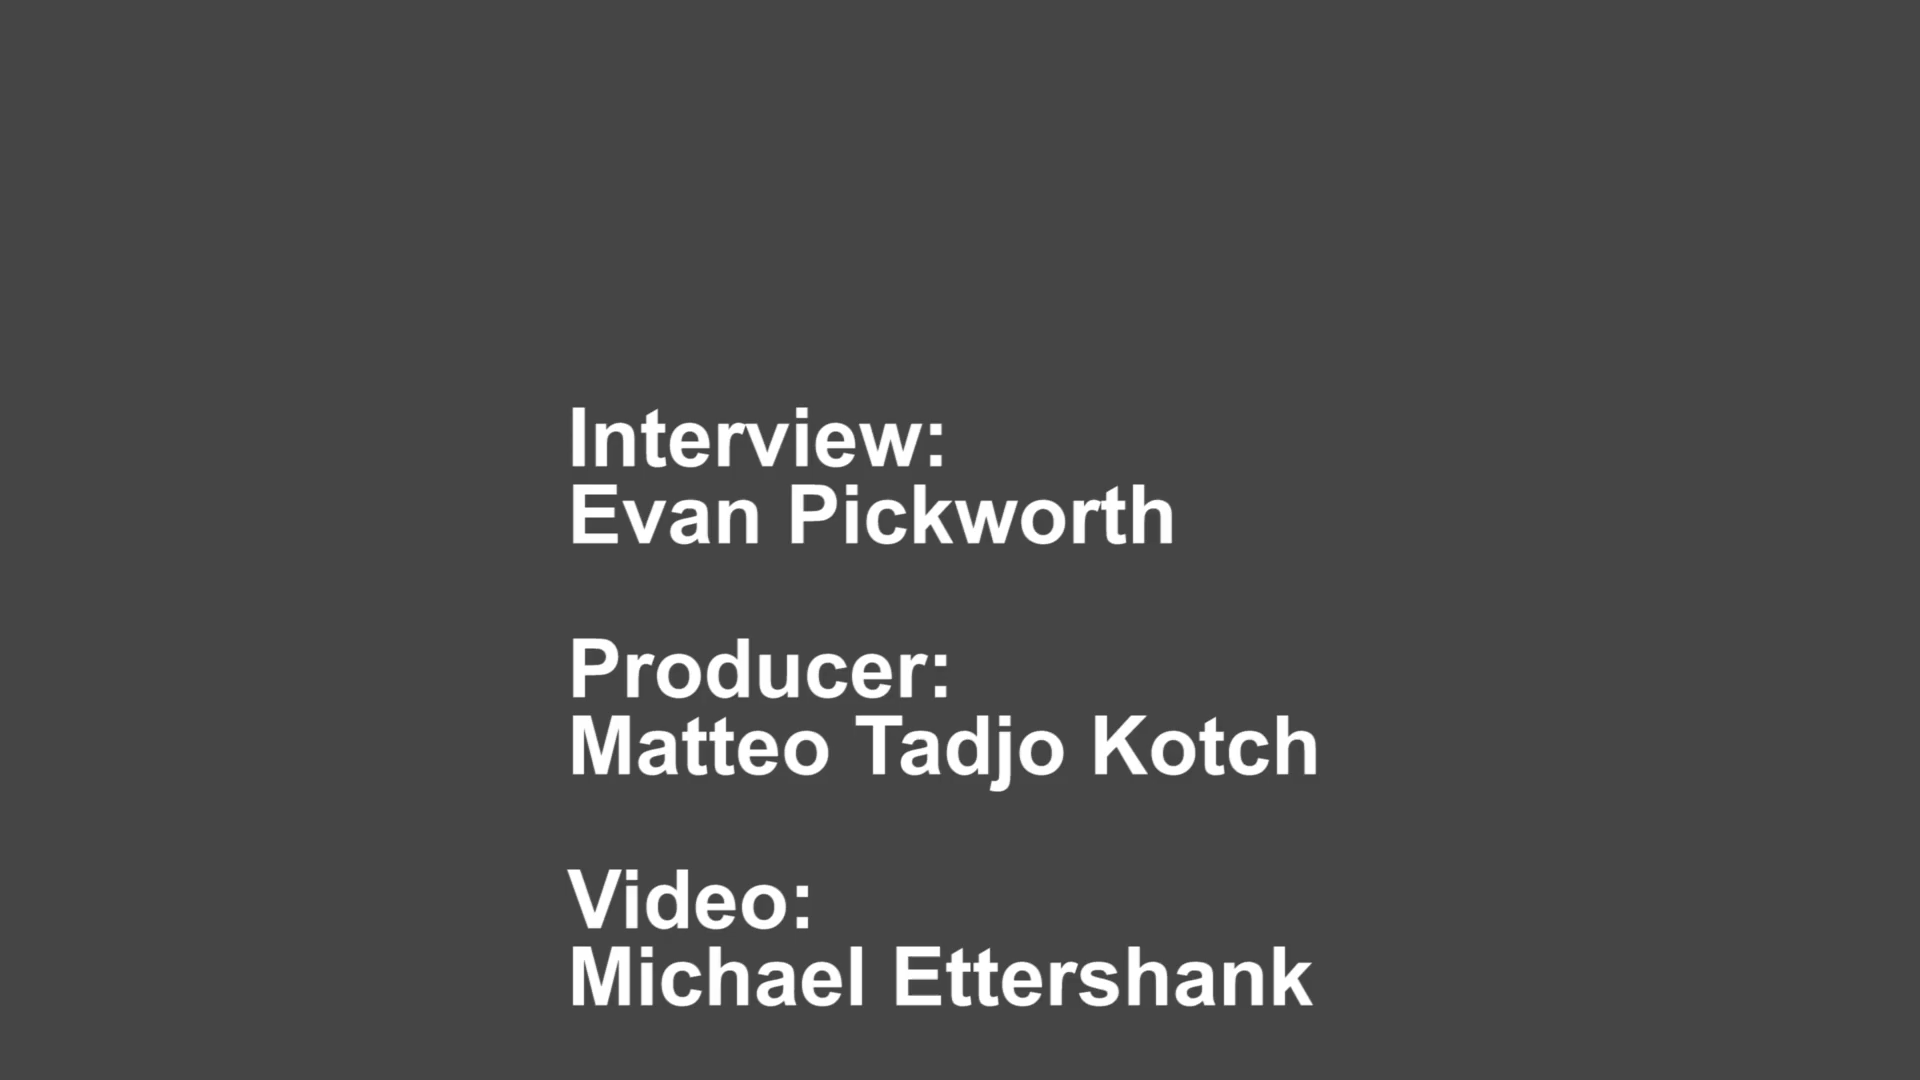 Interview:
Evan Pickworth
Producer:
Matteo Tadjo Kotch
Video:
Michael Ettershank